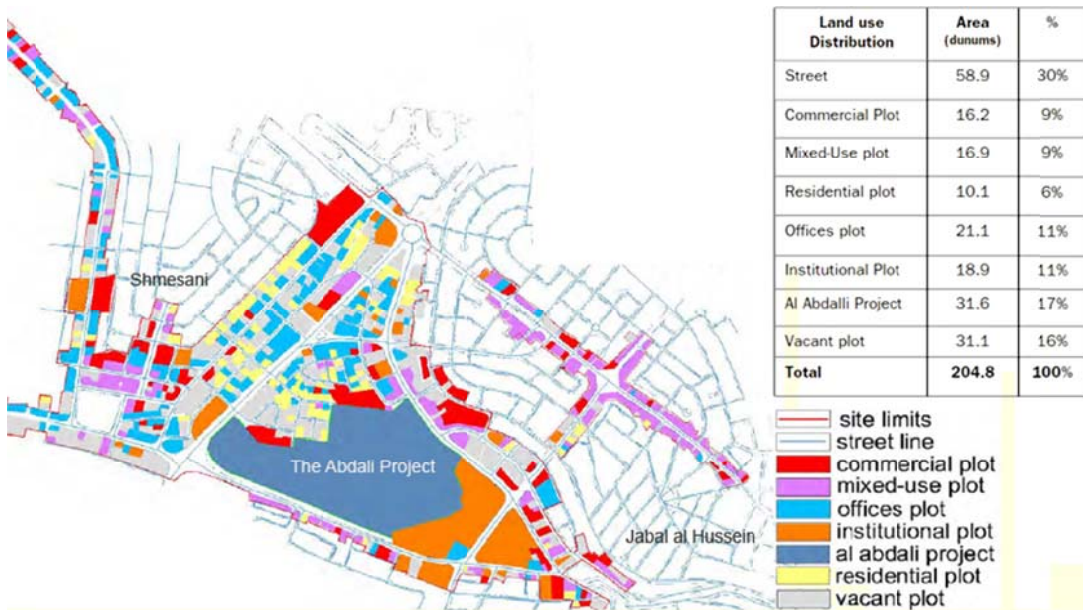 Land use Distribution Area (dunums) %
Street 58.9 30%
Commercial Plot 16.2 9%
Mixed-Use plot 16.9 9%
Residential plot 10.1 6%
Offices plot 21.1 11%
Institutional Plot 18.9 11%
Al Abdalli Project 31.6 17%
Vacant plot 31.1 16%
Total 204.8 100%
Shmesani
The Abdali Project
Jabal al Hussein
site limits
street line
commercial plot
mixed-use plot
offices plot
institutional plot
al abdali project
residential plot
vacant plot